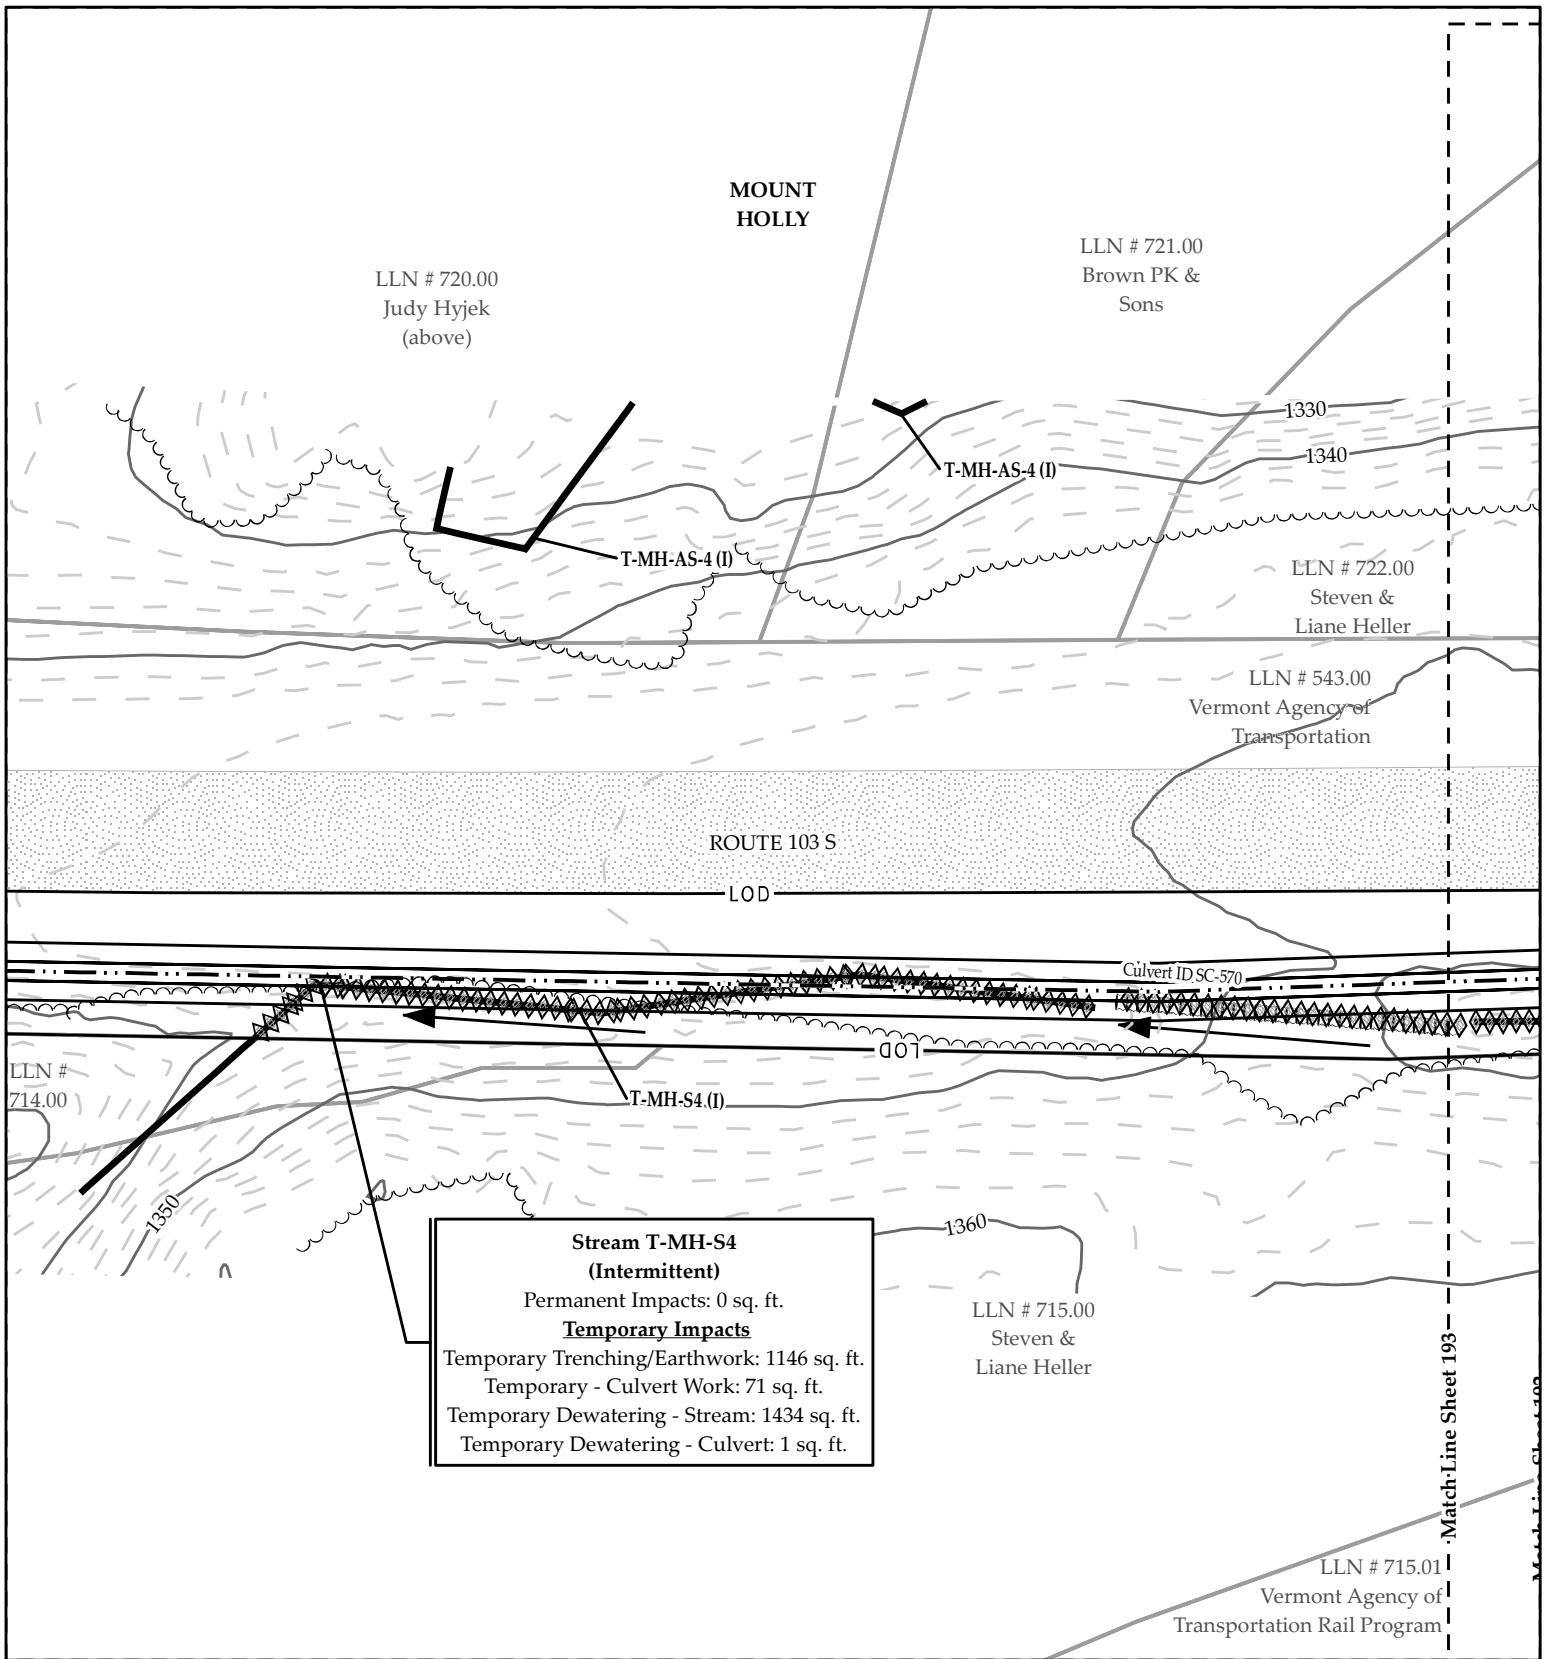 MOUNT
HOLLY
LLN # 720.00
Judy Hyjek
(above)
LLN # 721.00
Brown PK &
Sons
1330
1340
T-MH-AS-4 (I)
T-MH-AS-4 (I)
LLN # 722.00
Steven &
Liane Heller
LLN # 543.00
Vermont Agency of
Transportation
ROUTE 103 S
LOD
Culvert ID SC-570
LOD
LLN #
714.00
T-MH-S4 (I)
1350
1360
Stream T-MH-S4
(Intermittent)
Permanent Impacts: 0 sq. ft.
Temporary Impacts
Temporary Trenching/Earthwork: 1146 sq. ft.
Temporary - Culvert Work: 71 sq. ft.
Temporary Dewatering - Stream: 1434 sq. ft.
Temporary Dewatering - Culvert: 1 sq. ft.
LLN # 715.00
Steven &
Liane Heller
Match-Line Sheet 193
LLN # 715.01
Vermont Agency of
Transportation Rail Program